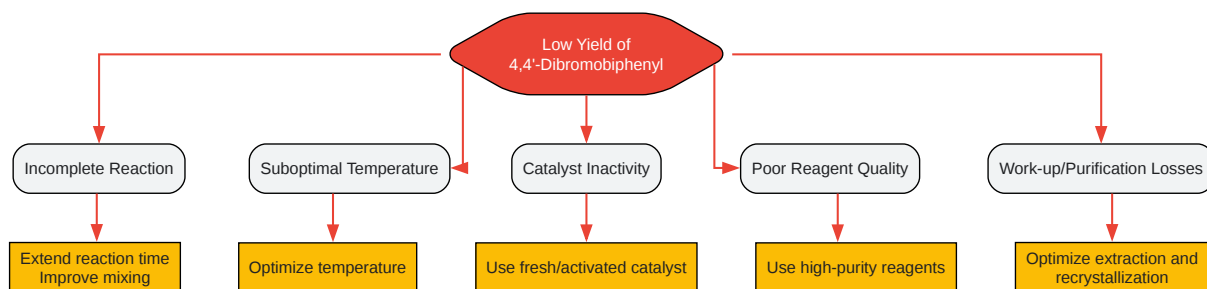 Low Yield of
4,4'-Dibromobiphenyl
Incomplete Reaction
Suboptimal Temperature
Catalyst Inactivity
Poor Reagent Quality
Work-up/Purification Losses
Extend reaction time
Improve mixing
Optimize temperature
Use fresh/activated catalyst
Use high-purity reagents
Optimize extraction and
recrystallization